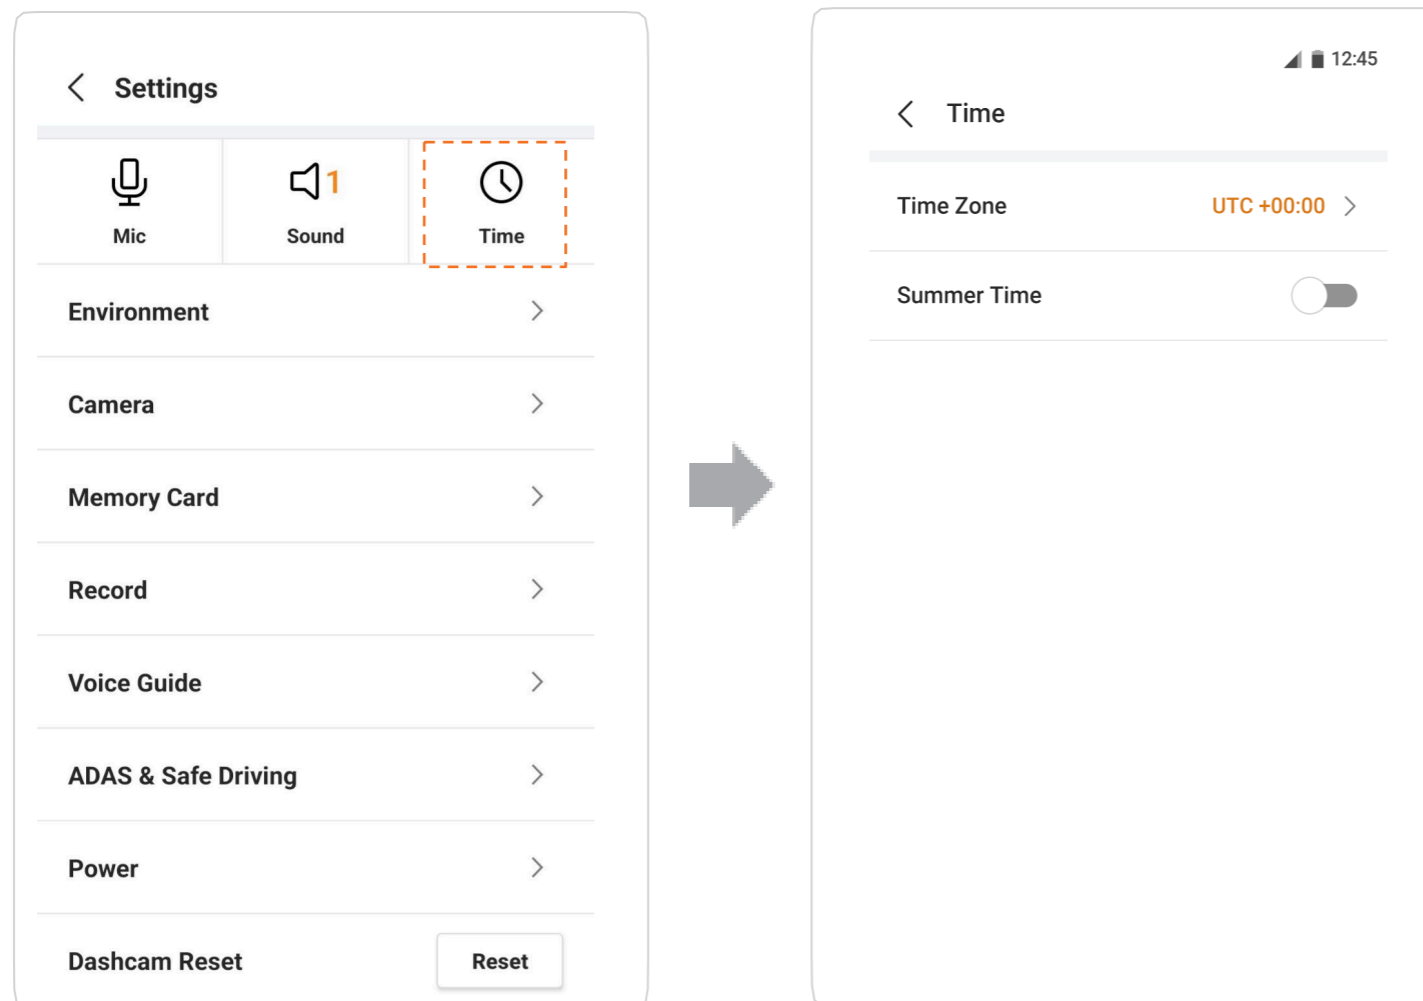 Settings
1
Mic
Sound
Time
Environment
Camera
Memory Card
Record
Voice Guide
ADAS & Safe Driving
Power
Dashcam Reset
Reset
12:45
Time
Time Zone
UTC +00:00
Summer Time